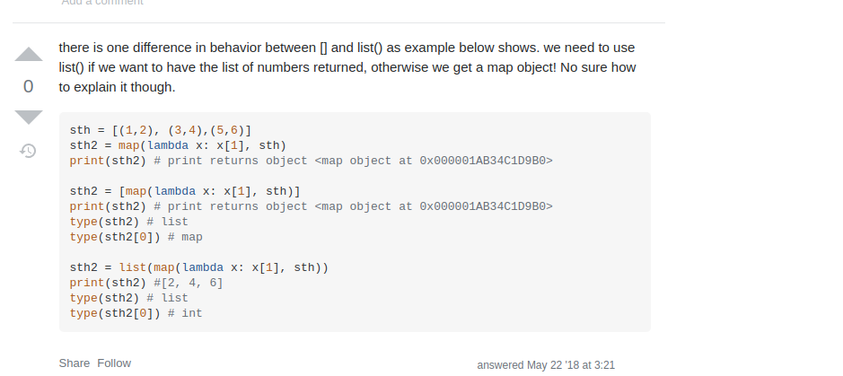 Add a comment
there is one difference in behavior between [] and list() as example below shows. we need to use
list() if we want to have the list of numbers returned, otherwise we get a map object! No sure how
to explain it though.
0
sth = [(1,2), (3,4),(5,6)]
sth2 = map(lambda x: x[1], sth)
print(sth2) # print returns object <map object at 0x000001AB34C1D9B0>
sth2 = [map(lambda x: x[1], sth)]
print(sth2) # print returns object <map object at 0x000001AB34C1D9B0>
type(sth2) # list
type(sth2[0]) # map
sth2 = list(map(lambda x: x[1], sth))
print(sth2) #[2, 4, 6]
type(sth2) # list
type(sth2[0]) # int
Share Follow
answered May 22 '18 at 3:21